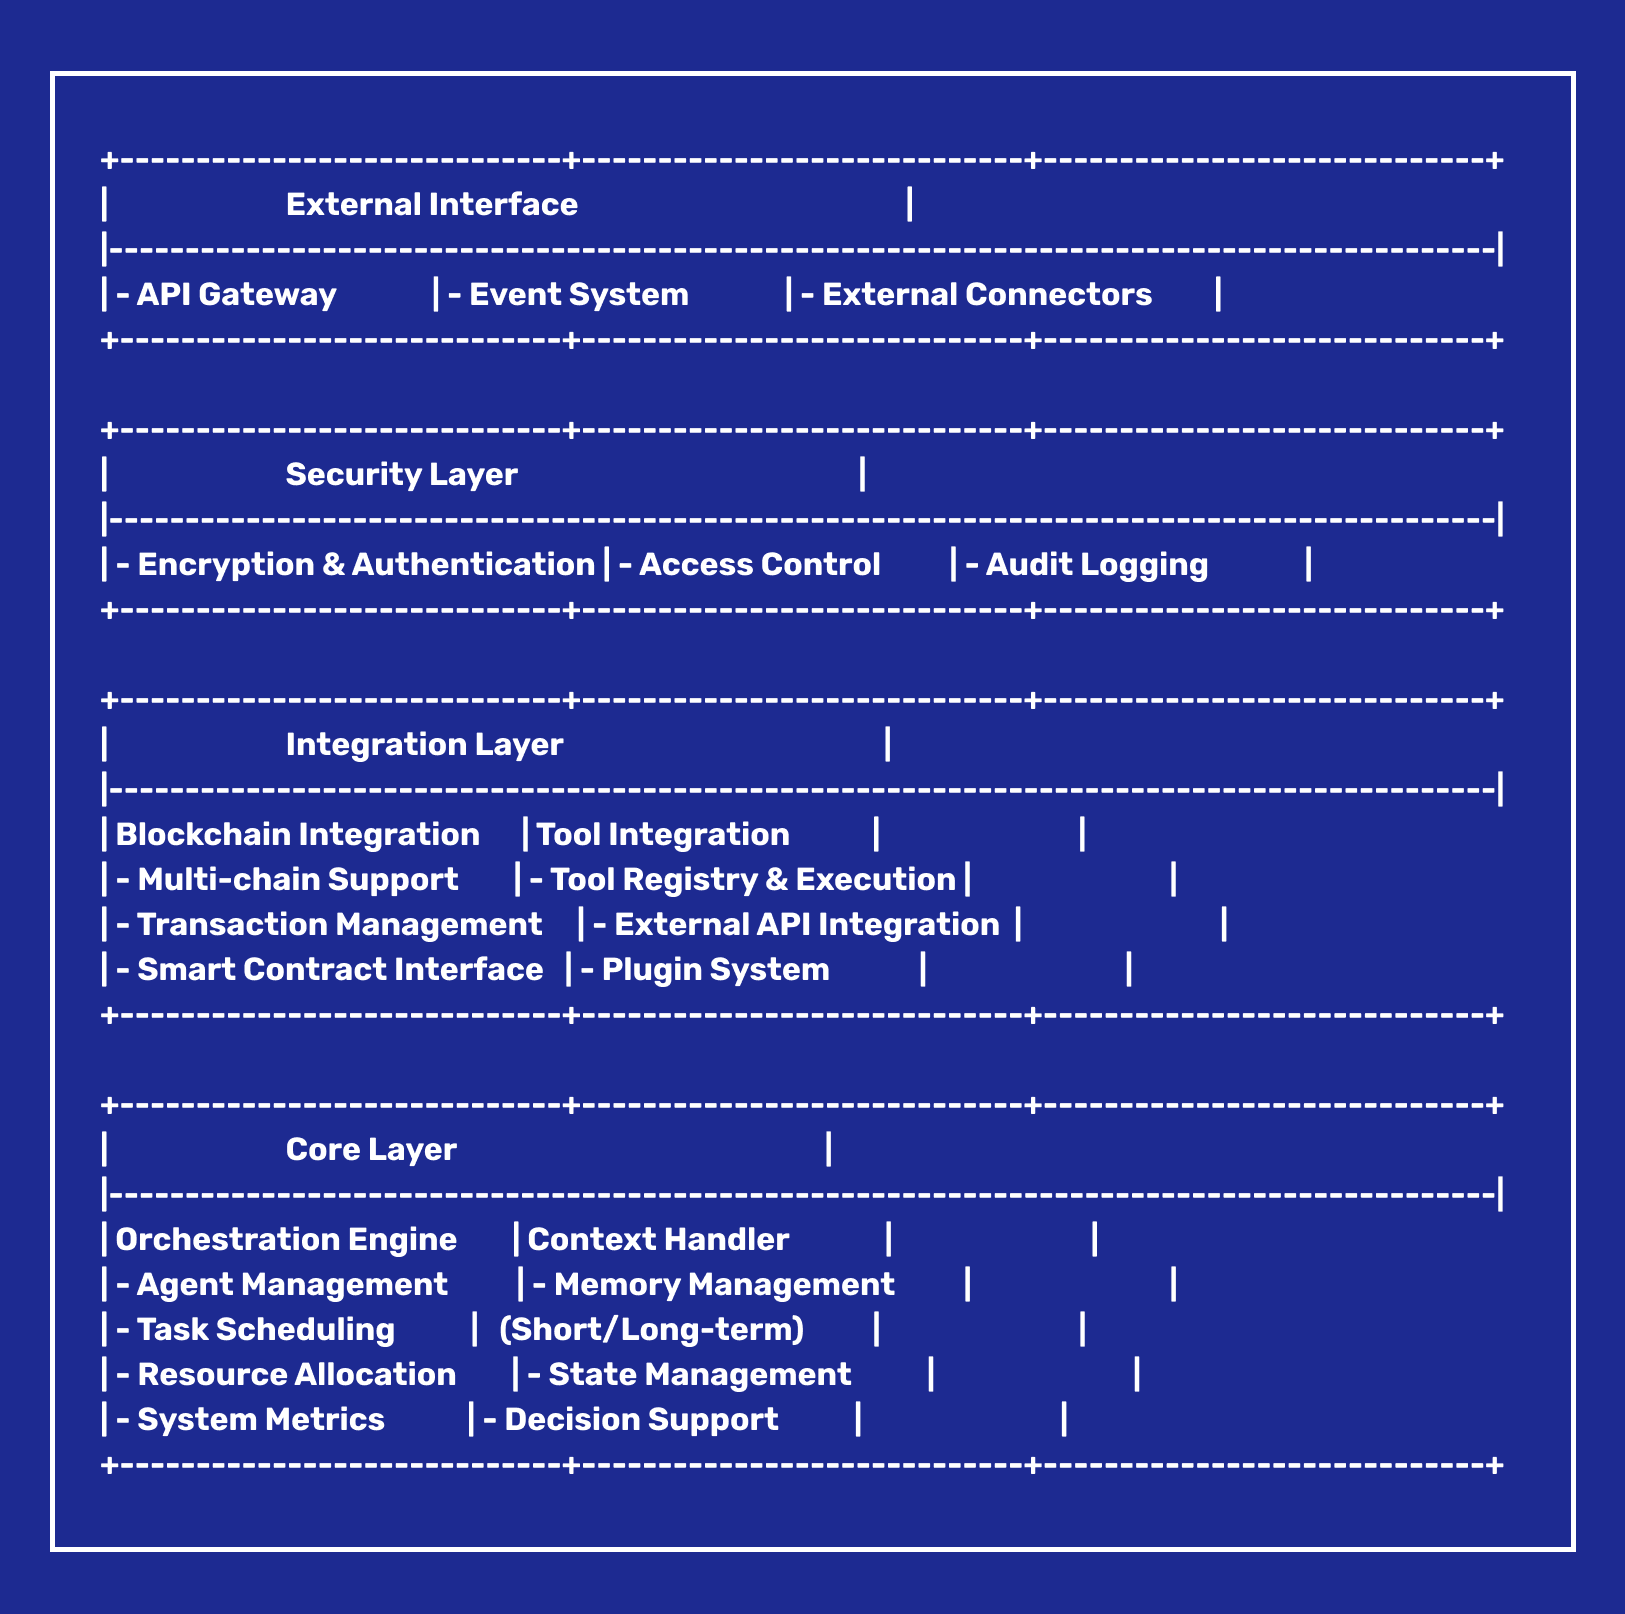 +-----------------------------+-----------------------------+-----------------------------+
|                      External Interface                                         |
|-------------------------------------------------------------------------------------------|
| - API Gateway            | - Event System            | - External Connectors        |
+-----------------------------+-----------------------------+-----------------------------+
+-----------------------------+-----------------------------+-----------------------------+
|                      Security Layer                                           |
|-------------------------------------------------------------------------------------------|
| - Encryption & Authentication | - Access Control         | - Audit Logging            |
+-----------------------------+-----------------------------+-----------------------------+
+-----------------------------+-----------------------------+-----------------------------+
|                      Integration Layer                                        |
|-------------------------------------------------------------------------------------------|
| Blockchain Integration     | Tool Integration           |                         |
| - Multi-chain Support       | - Tool Registry & Execution |                         |
| - Transaction Management    | - External API Integration  |                         |
| - Smart Contract Interface  | - Plugin System           |                         |
+-----------------------------+-----------------------------+-----------------------------+
+-----------------------------+-----------------------------+-----------------------------+
|                      Core Layer                                              |
|-------------------------------------------------------------------------------------------|
| Orchestration Engine       | Context Handler            |                         |
| - Agent Management         | - Memory Management         |                         |
| - Task Scheduling          |   (Short/Long-term)         |                         |
| - Resource Allocation       | - State Management          |                         |
| - System Metrics           | - Decision Support          |                         |
+-----------------------------+-----------------------------+-----------------------------+